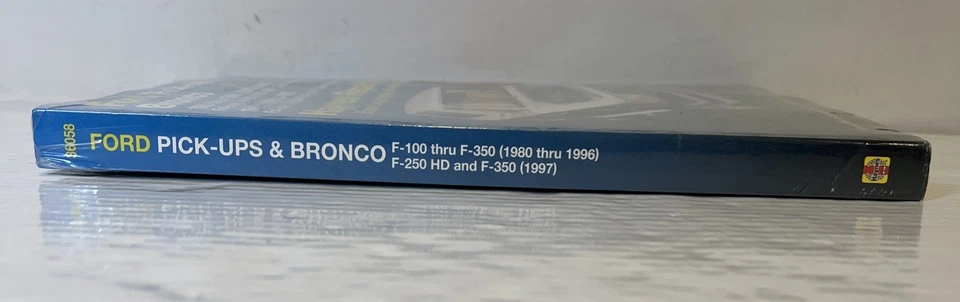 36058
FORD PICK-UPS & BRONCO
F-100 thru F-350 (1980 thru 1996)
F-250 HD and F-350 (1997)